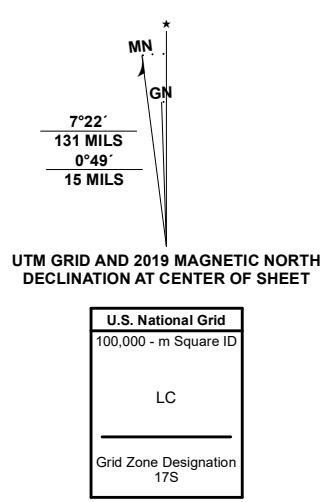 MN
GN
7°22´
131 MILS
0°49´
15 MILS
UTM GRID AND 2019 MAGNETIC NORTH
DECLINATION AT CENTER OF SHEET
U.S. National Grid
100,000 - m Square ID
LC
Grid Zone Designation
17S